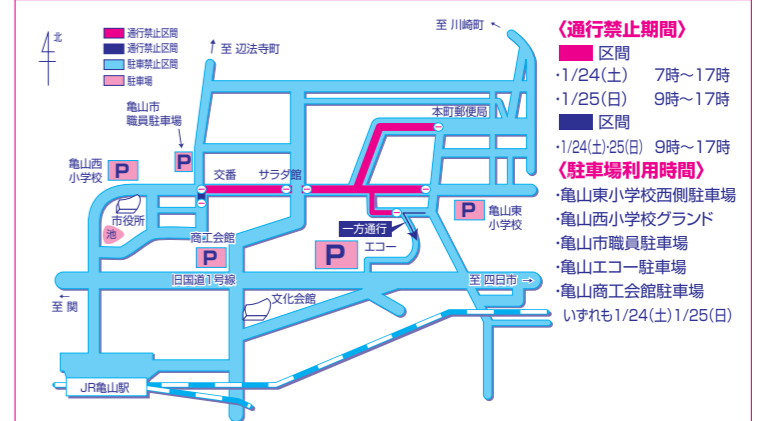 北
通行禁止区間
通行禁止区間
駐車禁止区間
駐車場
至 辺法寺町
至 川崎町
亀山市
職員駐車場
本町郵便局
亀山西
小学校
P
P
交番
サラダ館
市役所
池
商工会館
P
一方通行
エコー
P
P
亀山東
小学校
旧国道1号線
至 四日市
至 関
文化会館
JR亀山駅
〈通行禁止期間〉
区間
・1/24(土) 7時〜17時
・1/25(日) 9時〜17時
区間
・1/24(土)・25(日) 9時〜17時
〈駐車場利用時間〉
・亀山東小学校西側駐車場
・亀山西小学校グランド
・亀山市職員駐車場
・亀山エコー駐車場
・亀山商工会館駐車場
いずれも1/24(土)1/25(日)